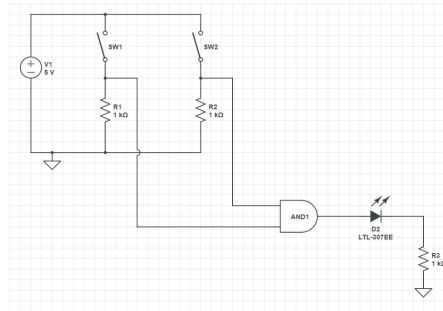 SW1
SW2
V1
5 V
R1
1 kΩ
R2
1 kΩ
AND1
D2
LTL-307EE
R3